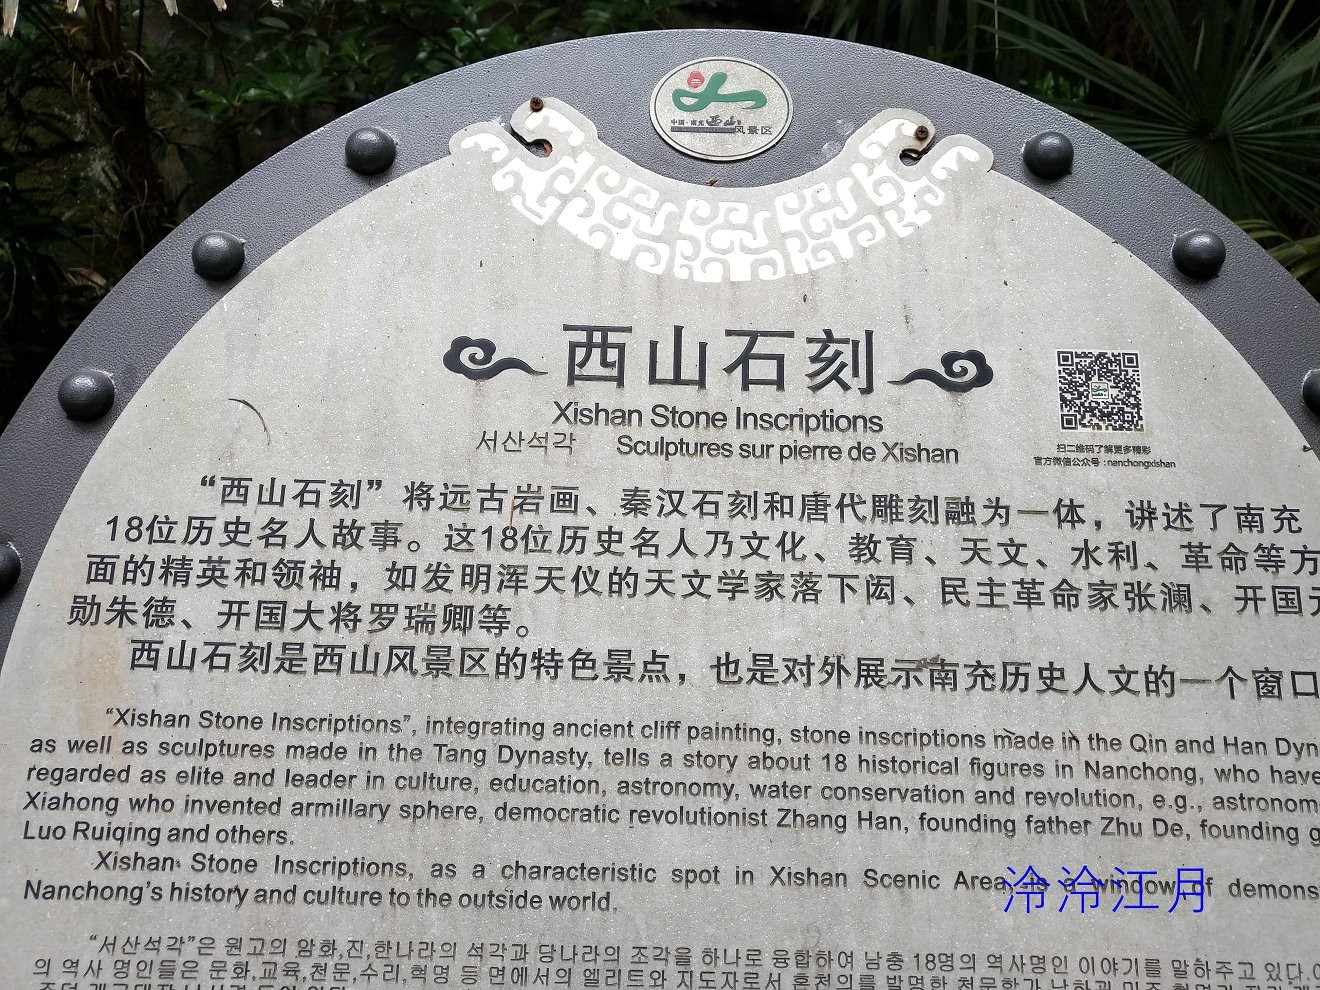 中国·南充 西山
风景区
西山石刻
Xishan Stone Inscriptions
서산석각 Sculptures sur pierre de Xishan
扫二维码了解更多精彩
官方微信公众号:nanchongxishan
“西山石刻”将远古岩画、秦汉石刻和唐代雕刻融为一体，讲述了南充
18位历史名人故事。这18位历史名人乃文化、教育、天文、水利、革命等方
面的精英和领袖，如发明浑天仪的天文学家落下闳、民主革命家张澜、开国元
勋朱德、开国大将罗瑞卿等。
西山石刻是西山风景区的特色景点，也是对外展示南充历史人文的一个窗口
“Xishan Stone Inscriptions”, integrating ancient cliff painting, stone inscriptions made in the Qin and Han Dyn
as well as sculptures made in the Tang Dynasty, tells a story about 18 historical figures in Nanchong, who have
regarded as elite and leader in culture, education, astronomy, water conservation and revolution, e.g., astronom
Xiahong who invented armillary sphere, democratic revolutionist Zhang Han, founding father Zhu De, founding g
Luo Ruiqing and others.
Xishan Stone Inscriptions, as a characteristic spot in Xishan Scenic Area, is a window of demons
Nanchong's history and culture to the outside world.
泠泠江月
“서산석각”은 원고의 암화,진,한나라의 석각과 당나라의 조각을 하나로 융합하여 남충 18명의 역사명인 이야기를 말하주고 있다.
의 역사 명인들은 문화,교육,천문,수리,혁명 등 면에서의 엘리트와 지도자로서 혼천의를 발명한 천문학가